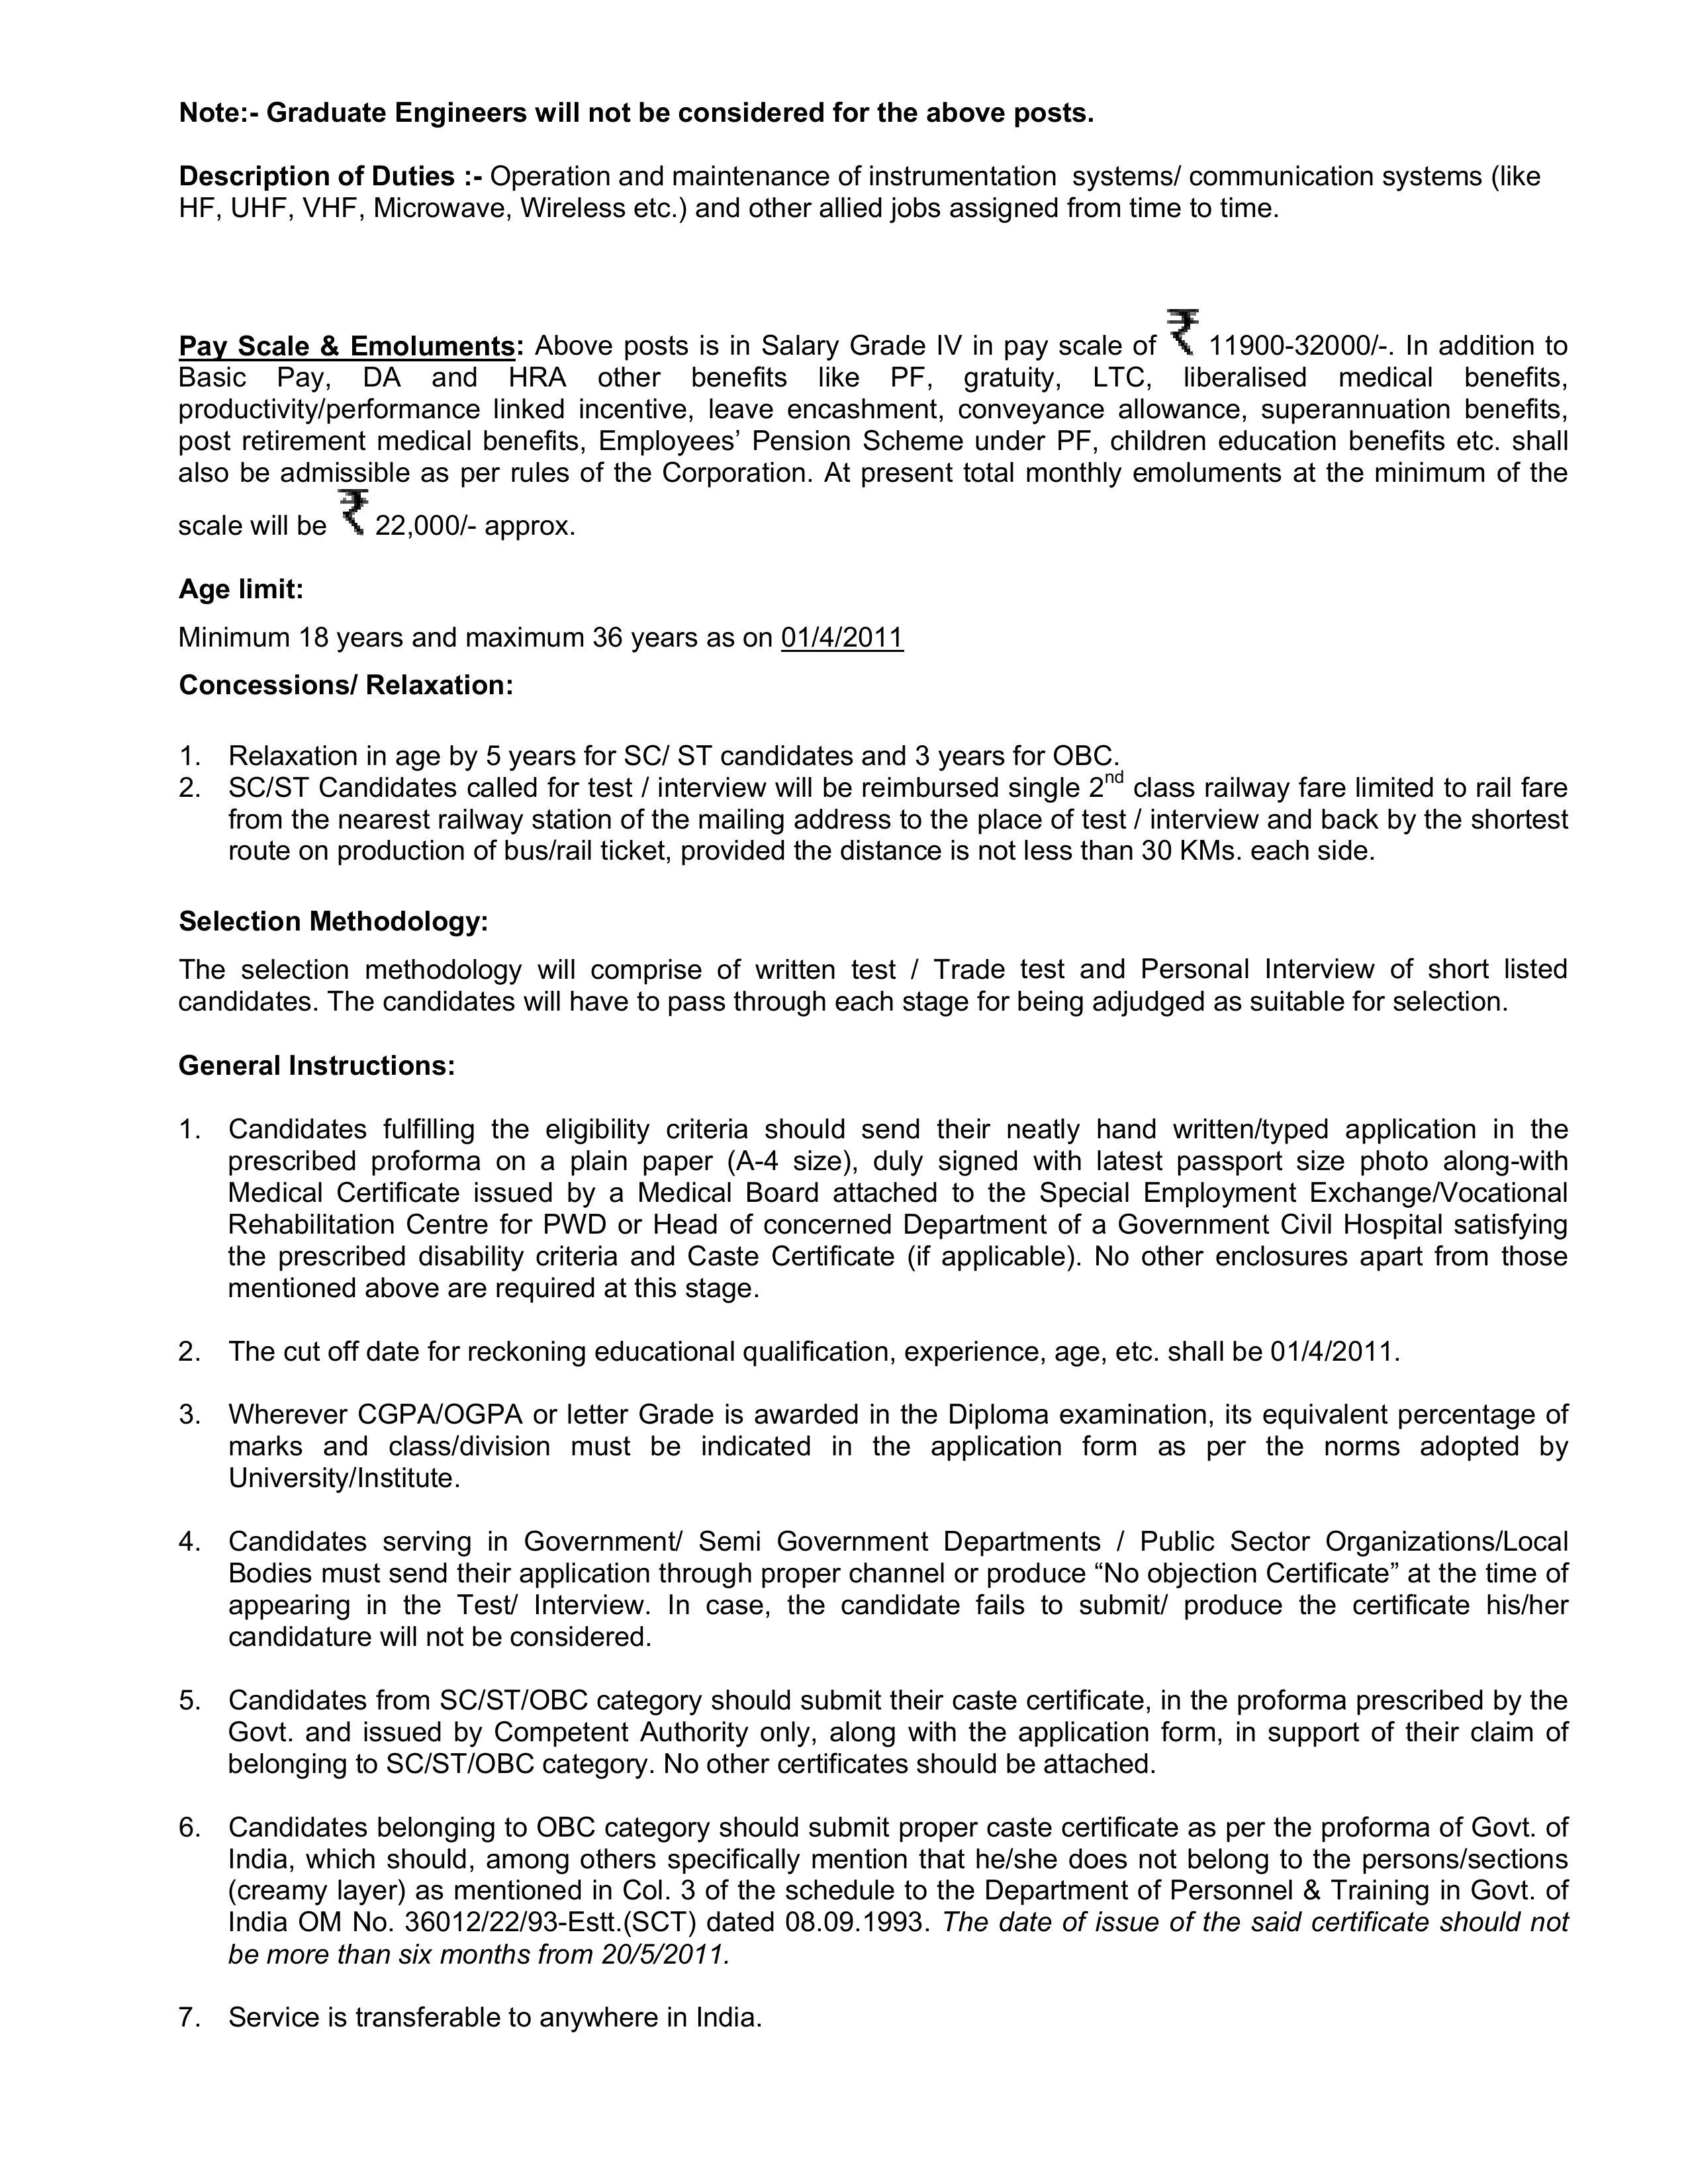 Note:- Graduate Engineers will not be considered for the above posts.
Description of Duties :- Operation and maintenance of instrumentation systems/ communication systems (like
HF, UHF, VHF, Microwave, Wireless etc.) and other allied jobs assigned from time to time.
Pay Scale & Emoluments: Above posts is in Salary Grade IV in pay scale of ₹ 11900-32000/-. In addition to
Basic Pay, DA and HRA other benefits like PF, gratuity, LTC, liberalised medical benefits,
productivity/performance linked incentive, leave encashment, conveyance allowance, superannuation benefits,
post retirement medical benefits, Employees’ Pension Scheme under PF, children education benefits etc. shall
also be admissible as per rules of the Corporation. At present total monthly emoluments at the minimum of the
scale will be ₹ 22,000/- approx.
Age limit:
Minimum 18 years and maximum 36 years as on 01/4/2011
Concessions/ Relaxation:
1. Relaxation in age by 5 years for SC/ ST candidates and 3 years for OBC.
2. SC/ST Candidates called for test / interview will be reimbursed single 2nd class railway fare limited to rail fare
from the nearest railway station of the mailing address to the place of test / interview and back by the shortest
route on production of bus/rail ticket, provided the distance is not less than 30 KMs. each side.
Selection Methodology:
The selection methodology will comprise of written test / Trade test and Personal Interview of short listed
candidates. The candidates will have to pass through each stage for being adjudged as suitable for selection.
General Instructions:
1. Candidates fulfilling the eligibility criteria should send their neatly hand written/typed application in the
prescribed proforma on a plain paper (A-4 size), duly signed with latest passport size photo along-with
Medical Certificate issued by a Medical Board attached to the Special Employment Exchange/Vocational
Rehabilitation Centre for PWD or Head of concerned Department of a Government Civil Hospital satisfying
the prescribed disability criteria and Caste Certificate (if applicable). No other enclosures apart from those
mentioned above are required at this stage.
2. The cut off date for reckoning educational qualification, experience, age, etc. shall be 01/4/2011.
3. Wherever CGPA/OGPA or letter Grade is awarded in the Diploma examination, its equivalent percentage of
marks and class/division must be indicated in the application form as per the norms adopted by
University/Institute.
4. Candidates serving in Government/ Semi Government Departments / Public Sector Organizations/Local
Bodies must send their application through proper channel or produce “No objection Certificate” at the time of
appearing in the Test/ Interview. In case, the candidate fails to submit/ produce the certificate his/her
candidature will not be considered.
5. Candidates from SC/ST/OBC category should submit their caste certificate, in the proforma prescribed by the
Govt. and issued by Competent Authority only, along with the application form, in support of their claim of
belonging to SC/ST/OBC category. No other certificates should be attached.
6. Candidates belonging to OBC category should submit proper caste certificate as per the proforma of Govt. of
India, which should, among others specifically mention that he/she does not belong to the persons/sections
(creamy layer) as mentioned in Col. 3 of the schedule to the Department of Personnel & Training in Govt. of
India OM No. 36012/22/93-Estt.(SCT) dated 08.09.1993. The date of issue of the said certificate should not
be more than six months from 20/5/2011.
7. Service is transferable to anywhere in India.